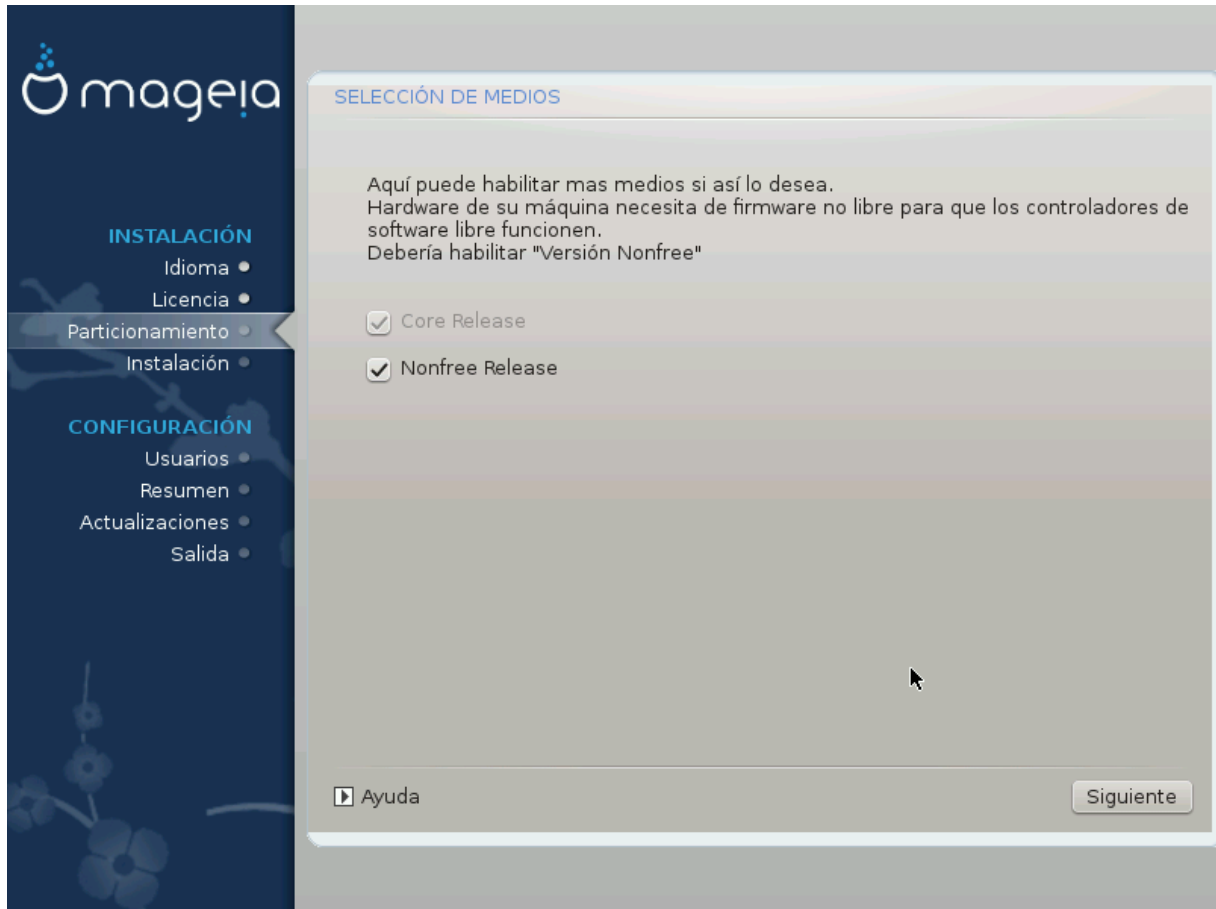 mageia
INSTALACIÓN
Idioma
Licencia
Particionamiento
Instalación
CONFIGURACIÓN
Usuarios
Resumen
Actualizaciones
Salida
SELECCIÓN DE MEDIOS
Aquí puede habilitar mas medios si así lo desea.
Hardware de su máquina necesita de firmware no libre para que los controladores de
software libre funcionen.
Debería habilitar "Versión Nonfree"
Core Release
Nonfree Release
Ayuda
Siguiente